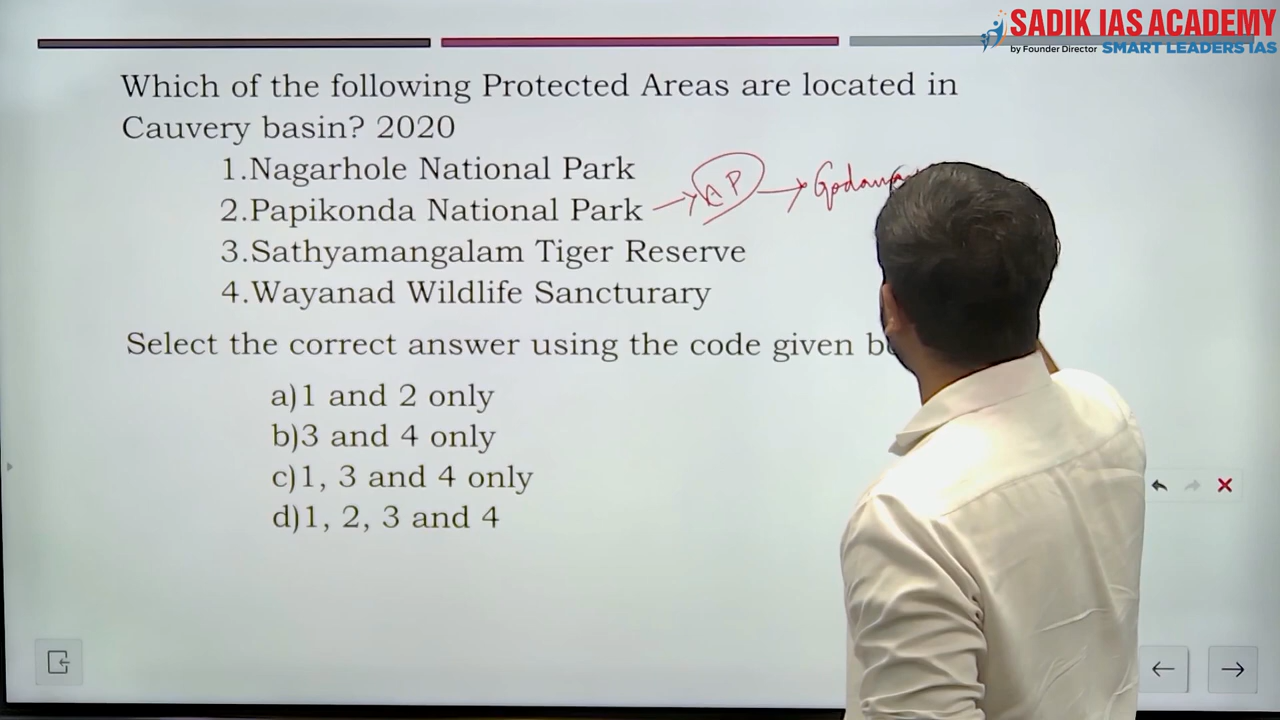 SADIK IAS ACADEMY
by Founder Director SMART LEADERS IAS
Which of the following Protected Areas are located in
Cauvery basin? 2020
1.Nagarhole National Park
2.Papikonda National Park → AP →
3.Sathyamangalam Tiger Reserve
4.Wayanad Wildlife Sancturary
Select the correct answer using the code given
a)1 and 2 only
b)3 and 4 only
c)1, 3 and 4 only
d)1, 2, 3 and 4